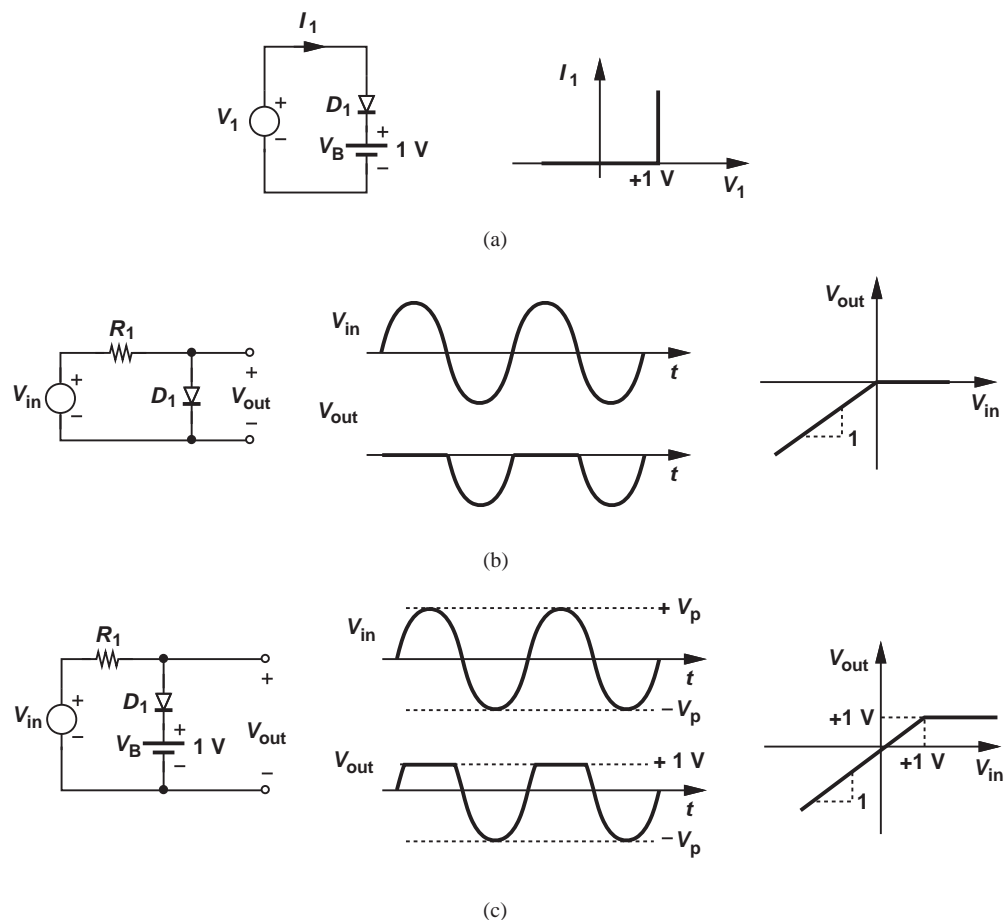 I1
V1
+
−
D1
VB
+
−
1 V
I1
+1 V
V1
(a)
R1
Vin
+
−
D1
+
Vout
−
Vin
t
Vout
t
Vout
Vin
1
(b)
R1
Vin
+
−
D1
VB
+
−
1 V
+
Vout
−
Vin
+ Vp
t
− Vp
Vout
+ 1 V
t
− Vp
Vout
+1 V
+1 V
Vin
1
(c)